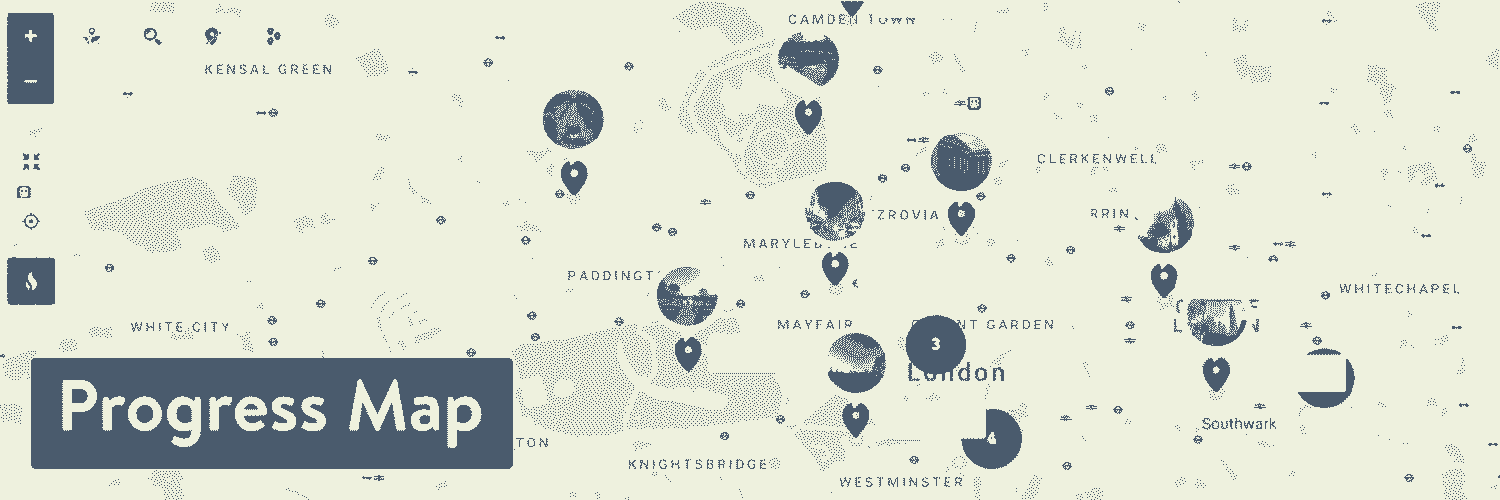 CAMDEN TOWN
KENSAL GREEN
CLERKENWELL
ZROVIA
RRIN
MARYLEBONE
PADDINGT
WHITECHAPEL
WHITE CITY
MAYFAIR
3
NT GARDEN
London
Progress Map
Southwark
4
TON
KNIGHTSBRIDGE
WESTMINSTER